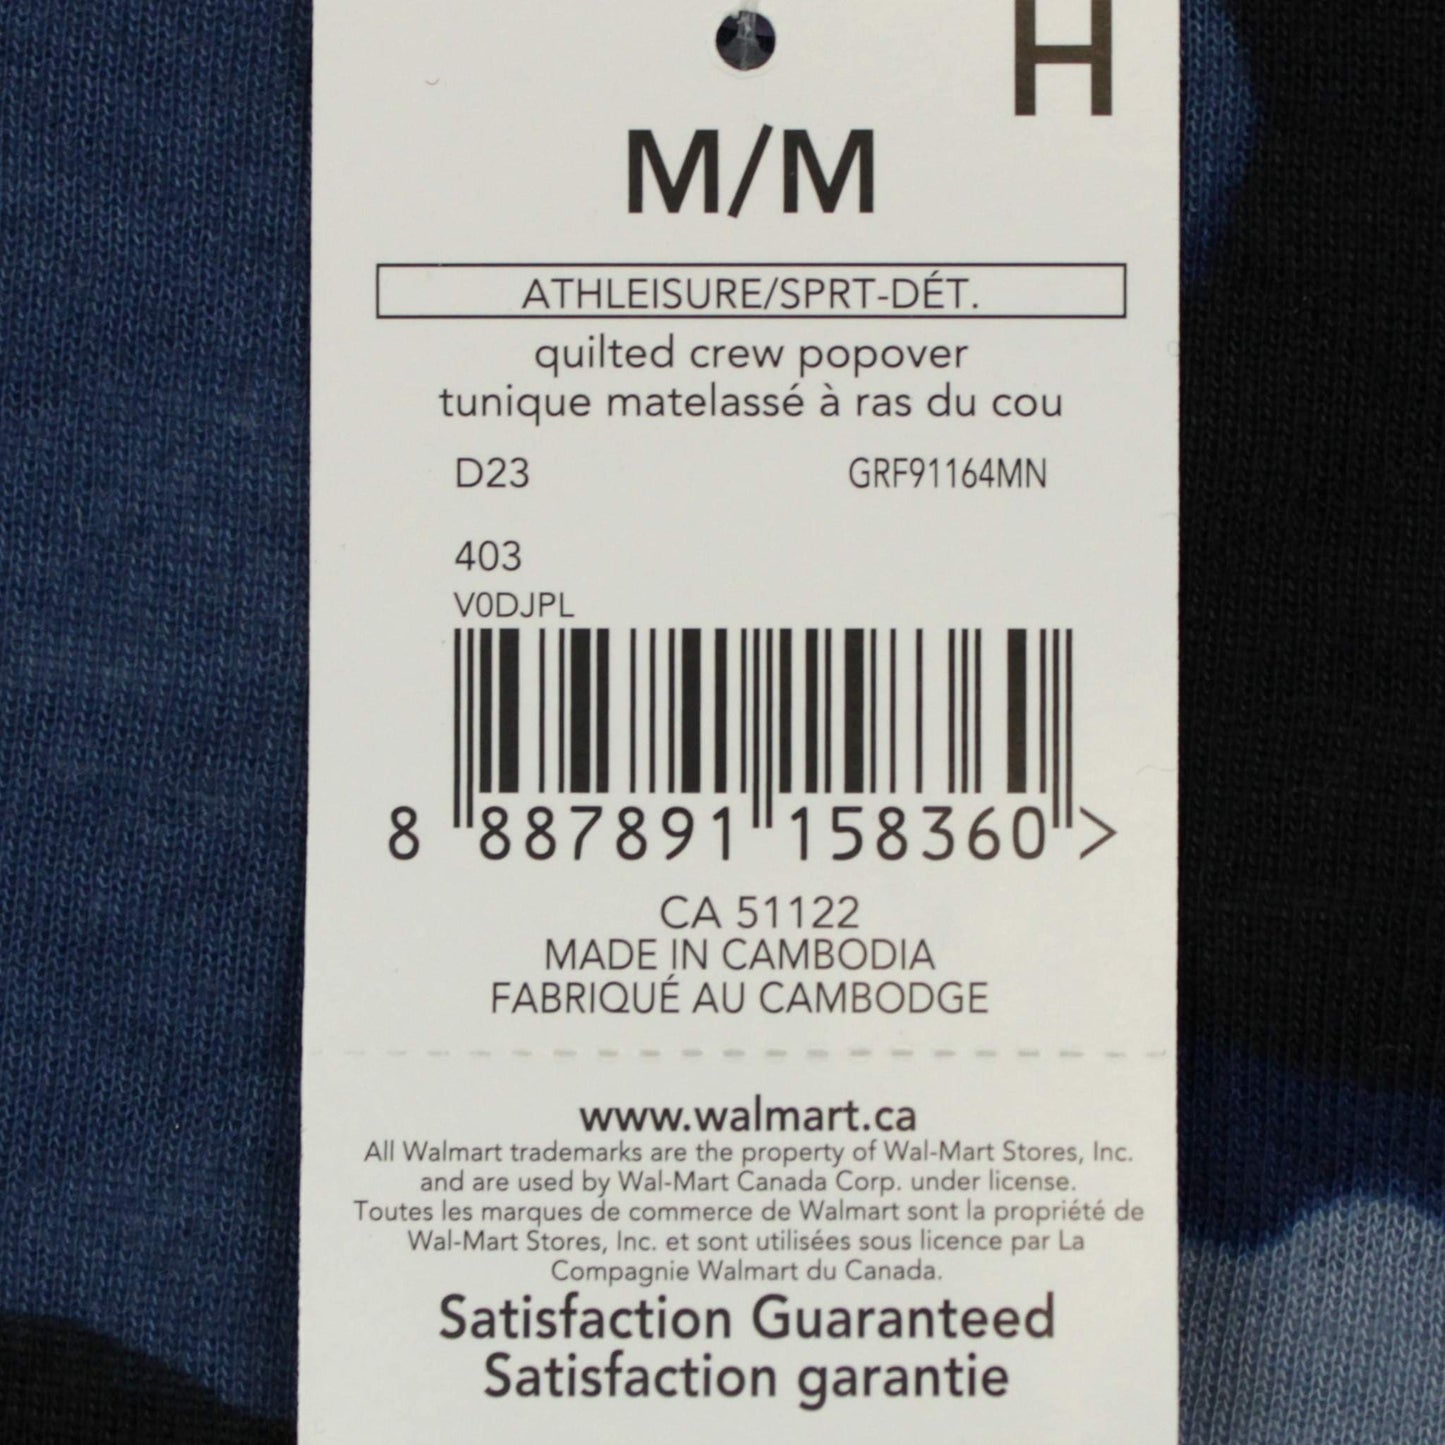 H
M/M
ATHLEISURE/SPRT-DÉT.
quilted crew popover
tunique matelassé à ras du cou
D23 GRF91164MN
403
V0DJPL
8 887891 158360 >
CA 51122
MADE IN CAMBODIA
FABRIQUÉ AU CAMBODGE
www.walmart.ca
All Walmart trademarks are the property of Wal-Mart Stores, Inc.
and are used by Wal-Mart Canada Corp. under license.
Toutes les marques de commerce de Walmart sont la propriété de
Wal-Mart Stores, Inc. et sont utilisées sous licence par La
Compagnie Walmart du Canada.
Satisfaction Guaranteed
Satisfaction garantie